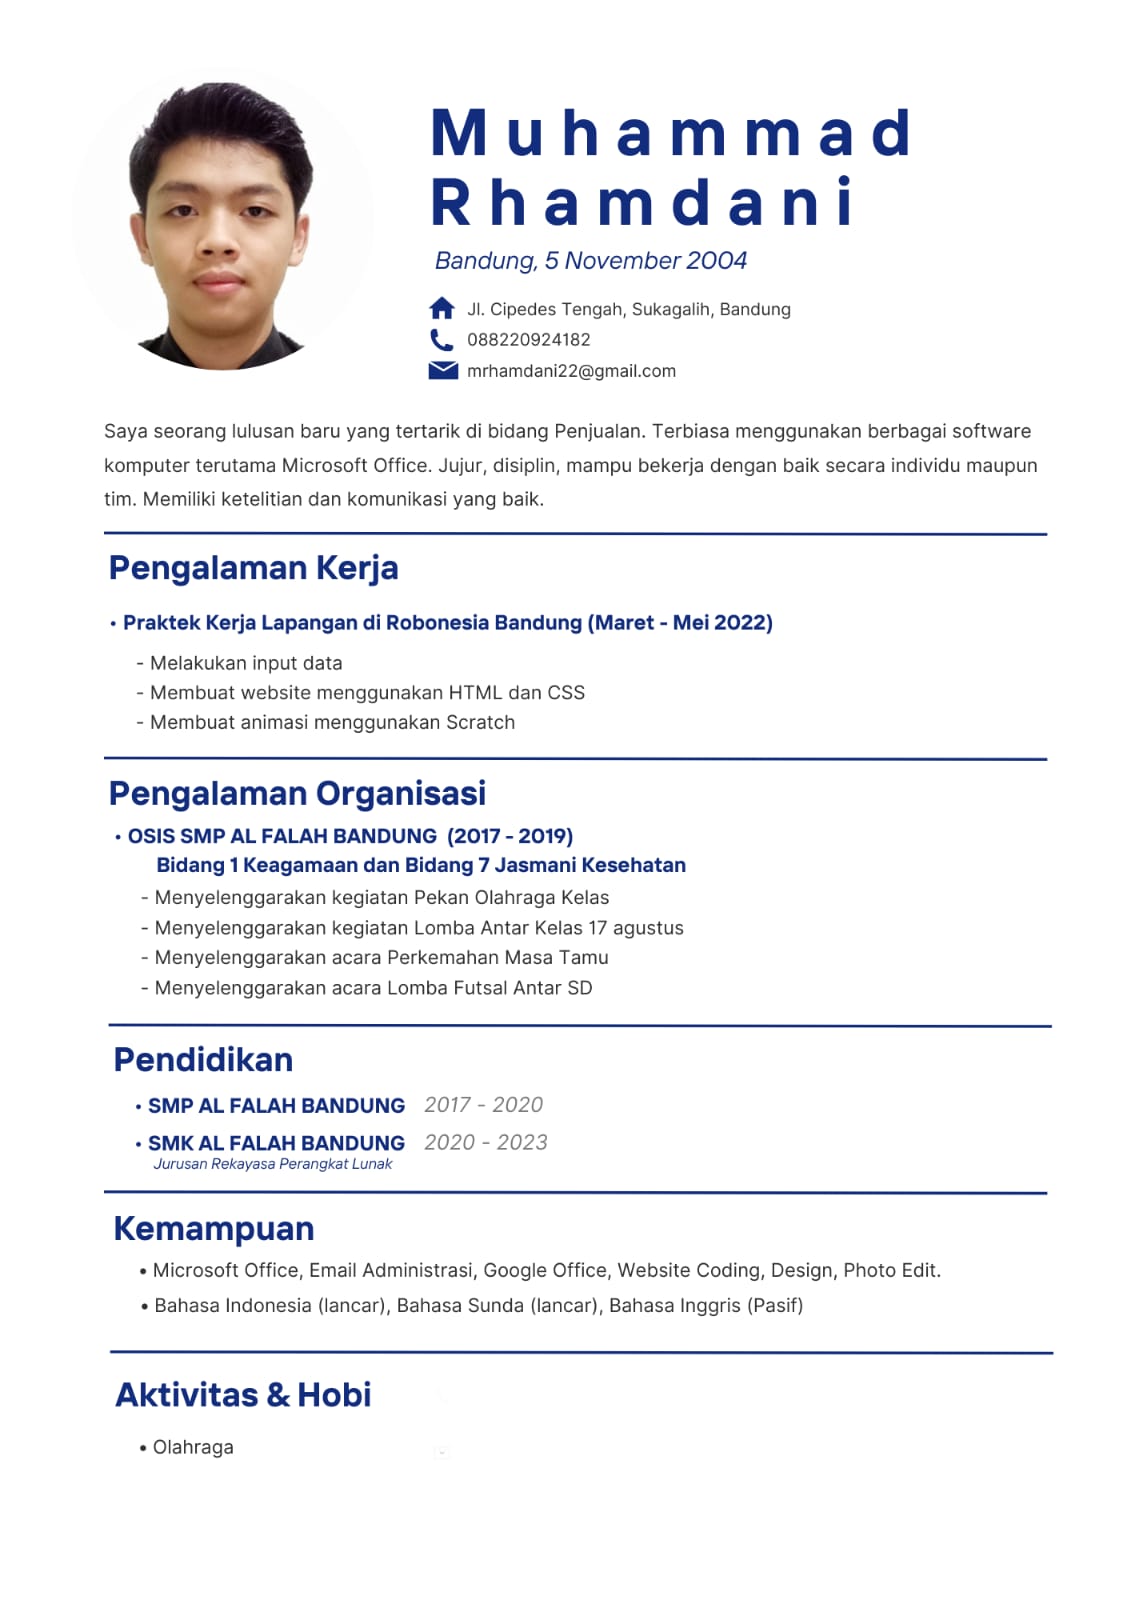 Muhammad
Rhamdani
Bandung, 5 November 2004
Jl. Cipedes Tengah, Sukagalih, Bandung
088220924182
mrhamdani22@gmail.com
Saya seorang lulusan baru yang tertarik di bidang Penjualan. Terbiasa menggunakan berbagai software
komputer terutama Microsoft Office. Jujur, disiplin, mampu bekerja dengan baik secara individu maupun
tim. Memiliki ketelitian dan komunikasi yang baik.
Pengalaman Kerja
• Praktek Kerja Lapangan di Robonesia Bandung (Maret - Mei 2022)
- Melakukan input data
- Membuat website menggunakan HTML dan CSS
- Membuat animasi menggunakan Scratch
Pengalaman Organisasi
• OSIS SMP AL FALAH BANDUNG (2017 - 2019)
Bidang 1 Keagamaan dan Bidang 7 Jasmani Kesehatan
- Menyelenggarakan kegiatan Pekan Olahraga Kelas
- Menyelenggarakan kegiatan Lomba Antar Kelas 17 agustus
- Menyelenggarakan acara Perkemahan Masa Tamu
- Menyelenggarakan acara Lomba Futsal Antar SD
Pendidikan
• SMP AL FALAH BANDUNG 2017 - 2020
• SMK AL FALAH BANDUNG 2020 - 2023
Jurusan Rekayasa Perangkat Lunak
Kemampuan
• Microsoft Office, Email Administrasi, Google Office, Website Coding, Design, Photo Edit.
• Bahasa Indonesia (lancar), Bahasa Sunda (lancar), Bahasa Inggris (Pasif)
Aktivitas & Hobi
• Olahraga